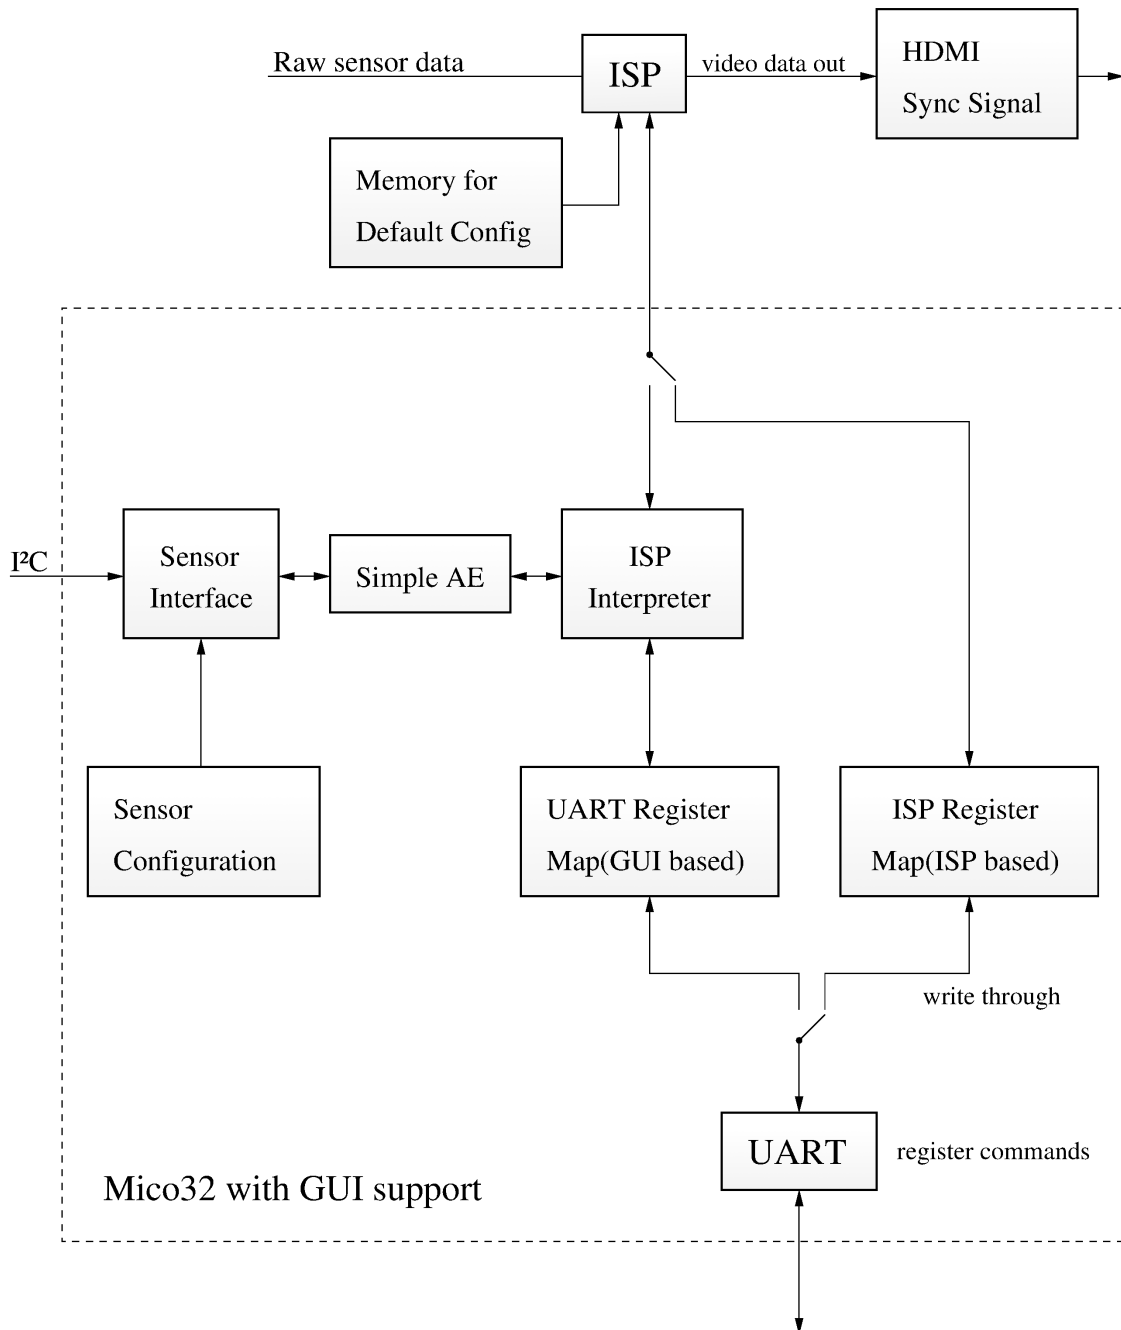 Raw sensor data
ISP
video data out
HDMI
Sync Signal
Memory for
Default Config
I²C
Sensor
Interface
Simple AE
ISP
Interpreter
Sensor
Configuration
UART Register
Map(GUI based)
ISP Register
Map(ISP based)
write through
UART
register commands
Mico32 with GUI support